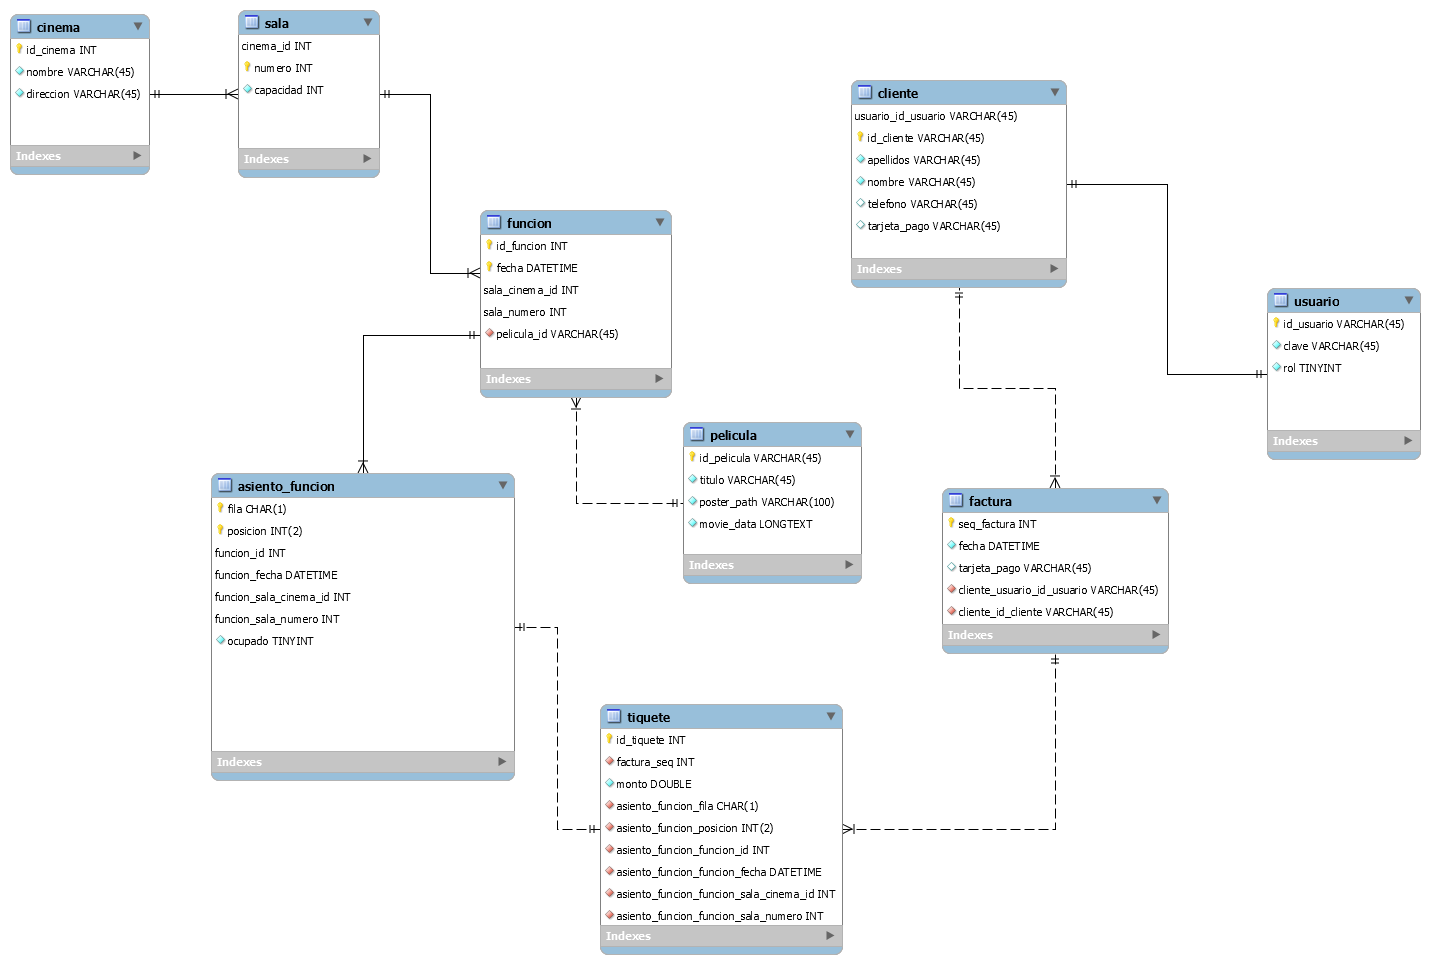 cinema
id_cinema INT
nombre VARCHAR(45)
direccion VARCHAR(45)
Indexes
sala
cinema_id INT
numero INT
capacidad INT
Indexes
cliente
usuario_id_usuario VARCHAR(45)
id_cliente VARCHAR(45)
apellidos VARCHAR(45)
nombre VARCHAR(45)
telefono VARCHAR(45)
tarjeta_pago VARCHAR(45)
Indexes
funcion
id_funcion INT
fecha DATETIME
sala_cinema_id INT
sala_numero INT
pelicula_id VARCHAR(45)
Indexes
usuario
id_usuario VARCHAR(45)
clave VARCHAR(45)
rol TINYINT
Indexes
pelicula
id_pelicula VARCHAR(45)
titulo VARCHAR(45)
poster_path VARCHAR(100)
movie_data LONGTEXT
Indexes
asiento_funcion
fila CHAR(1)
posicion INT(2)
funcion_id INT
funcion_fecha DATETIME
funcion_sala_cinema_id INT
funcion_sala_numero INT
ocupado TINYINT
Indexes
factura
seq_factura INT
fecha DATETIME
tarjeta_pago VARCHAR(45)
cliente_usuario_id_usuario VARCHAR(45)
cliente_id_cliente VARCHAR(45)
Indexes
tiquete
id_tiquete INT
factura_seq INT
monto DOUBLE
asiento_funcion_fila CHAR(1)
asiento_funcion_posicion INT(2)
asiento_funcion_funcion_id INT
asiento_funcion_funcion_fecha DATETIME
asiento_funcion_funcion_sala_cinema_id INT
asiento_funcion_funcion_sala_numero INT
Indexes